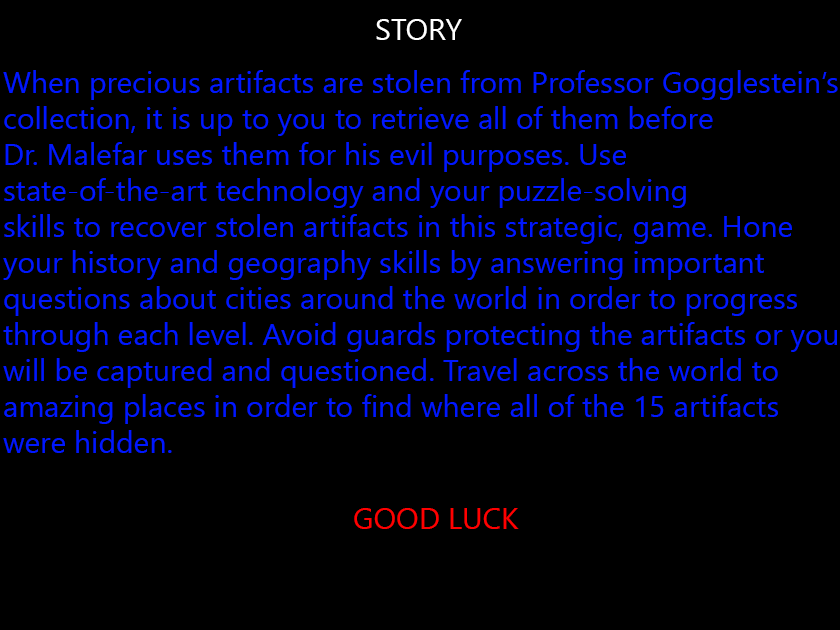 STORY
When precious artifacts are stolen from Professor Gogglestein’s
collection, it is up to you to retrieve all of them before
Dr. Malefar uses them for his evil purposes. Use
state-of-the-art technology and your puzzle-solving
skills to recover stolen artifacts in this strategic, game. Hone
your history and geography skills by answering important
questions about cities around the world in order to progress
through each level. Avoid guards protecting the artifacts or you
will be captured and questioned. Travel across the world to
amazing places in order to find where all of the 15 artifacts
were hidden.
GOOD LUCK